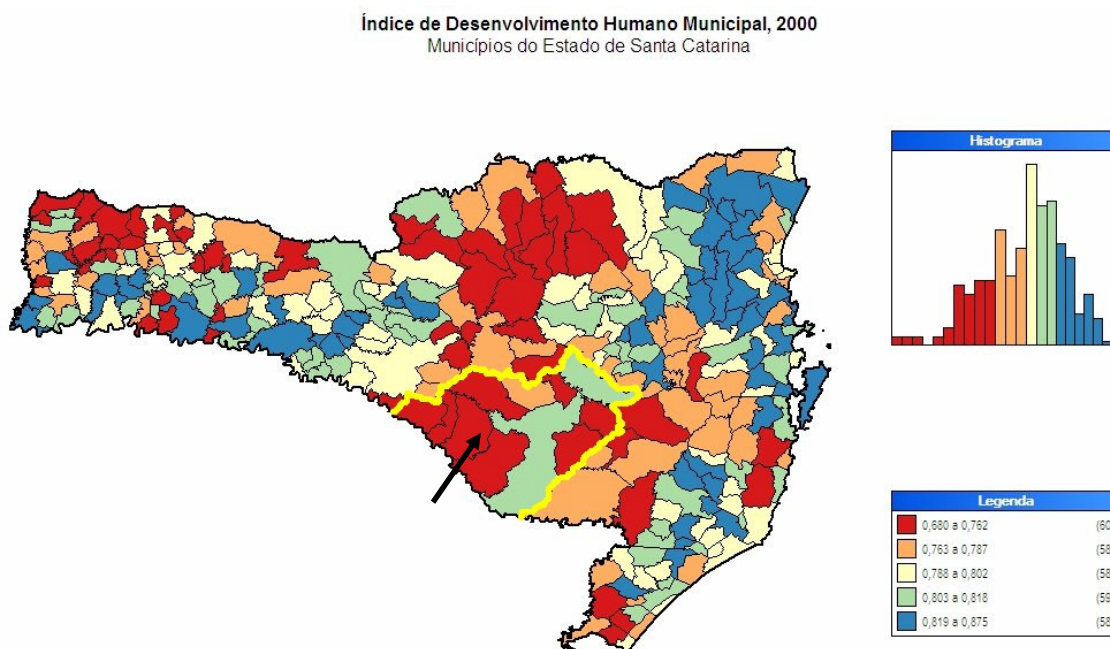 Índice de Desenvolvimento Humano Municipal, 2000
Municípios do Estado de Santa Catarina
Histograma
Legenda
0,680 a 0,762 (60
0,763 a 0,787 (58
0,788 a 0,802 (58
0,803 a 0,818 (59
0,819 a 0,875 (58